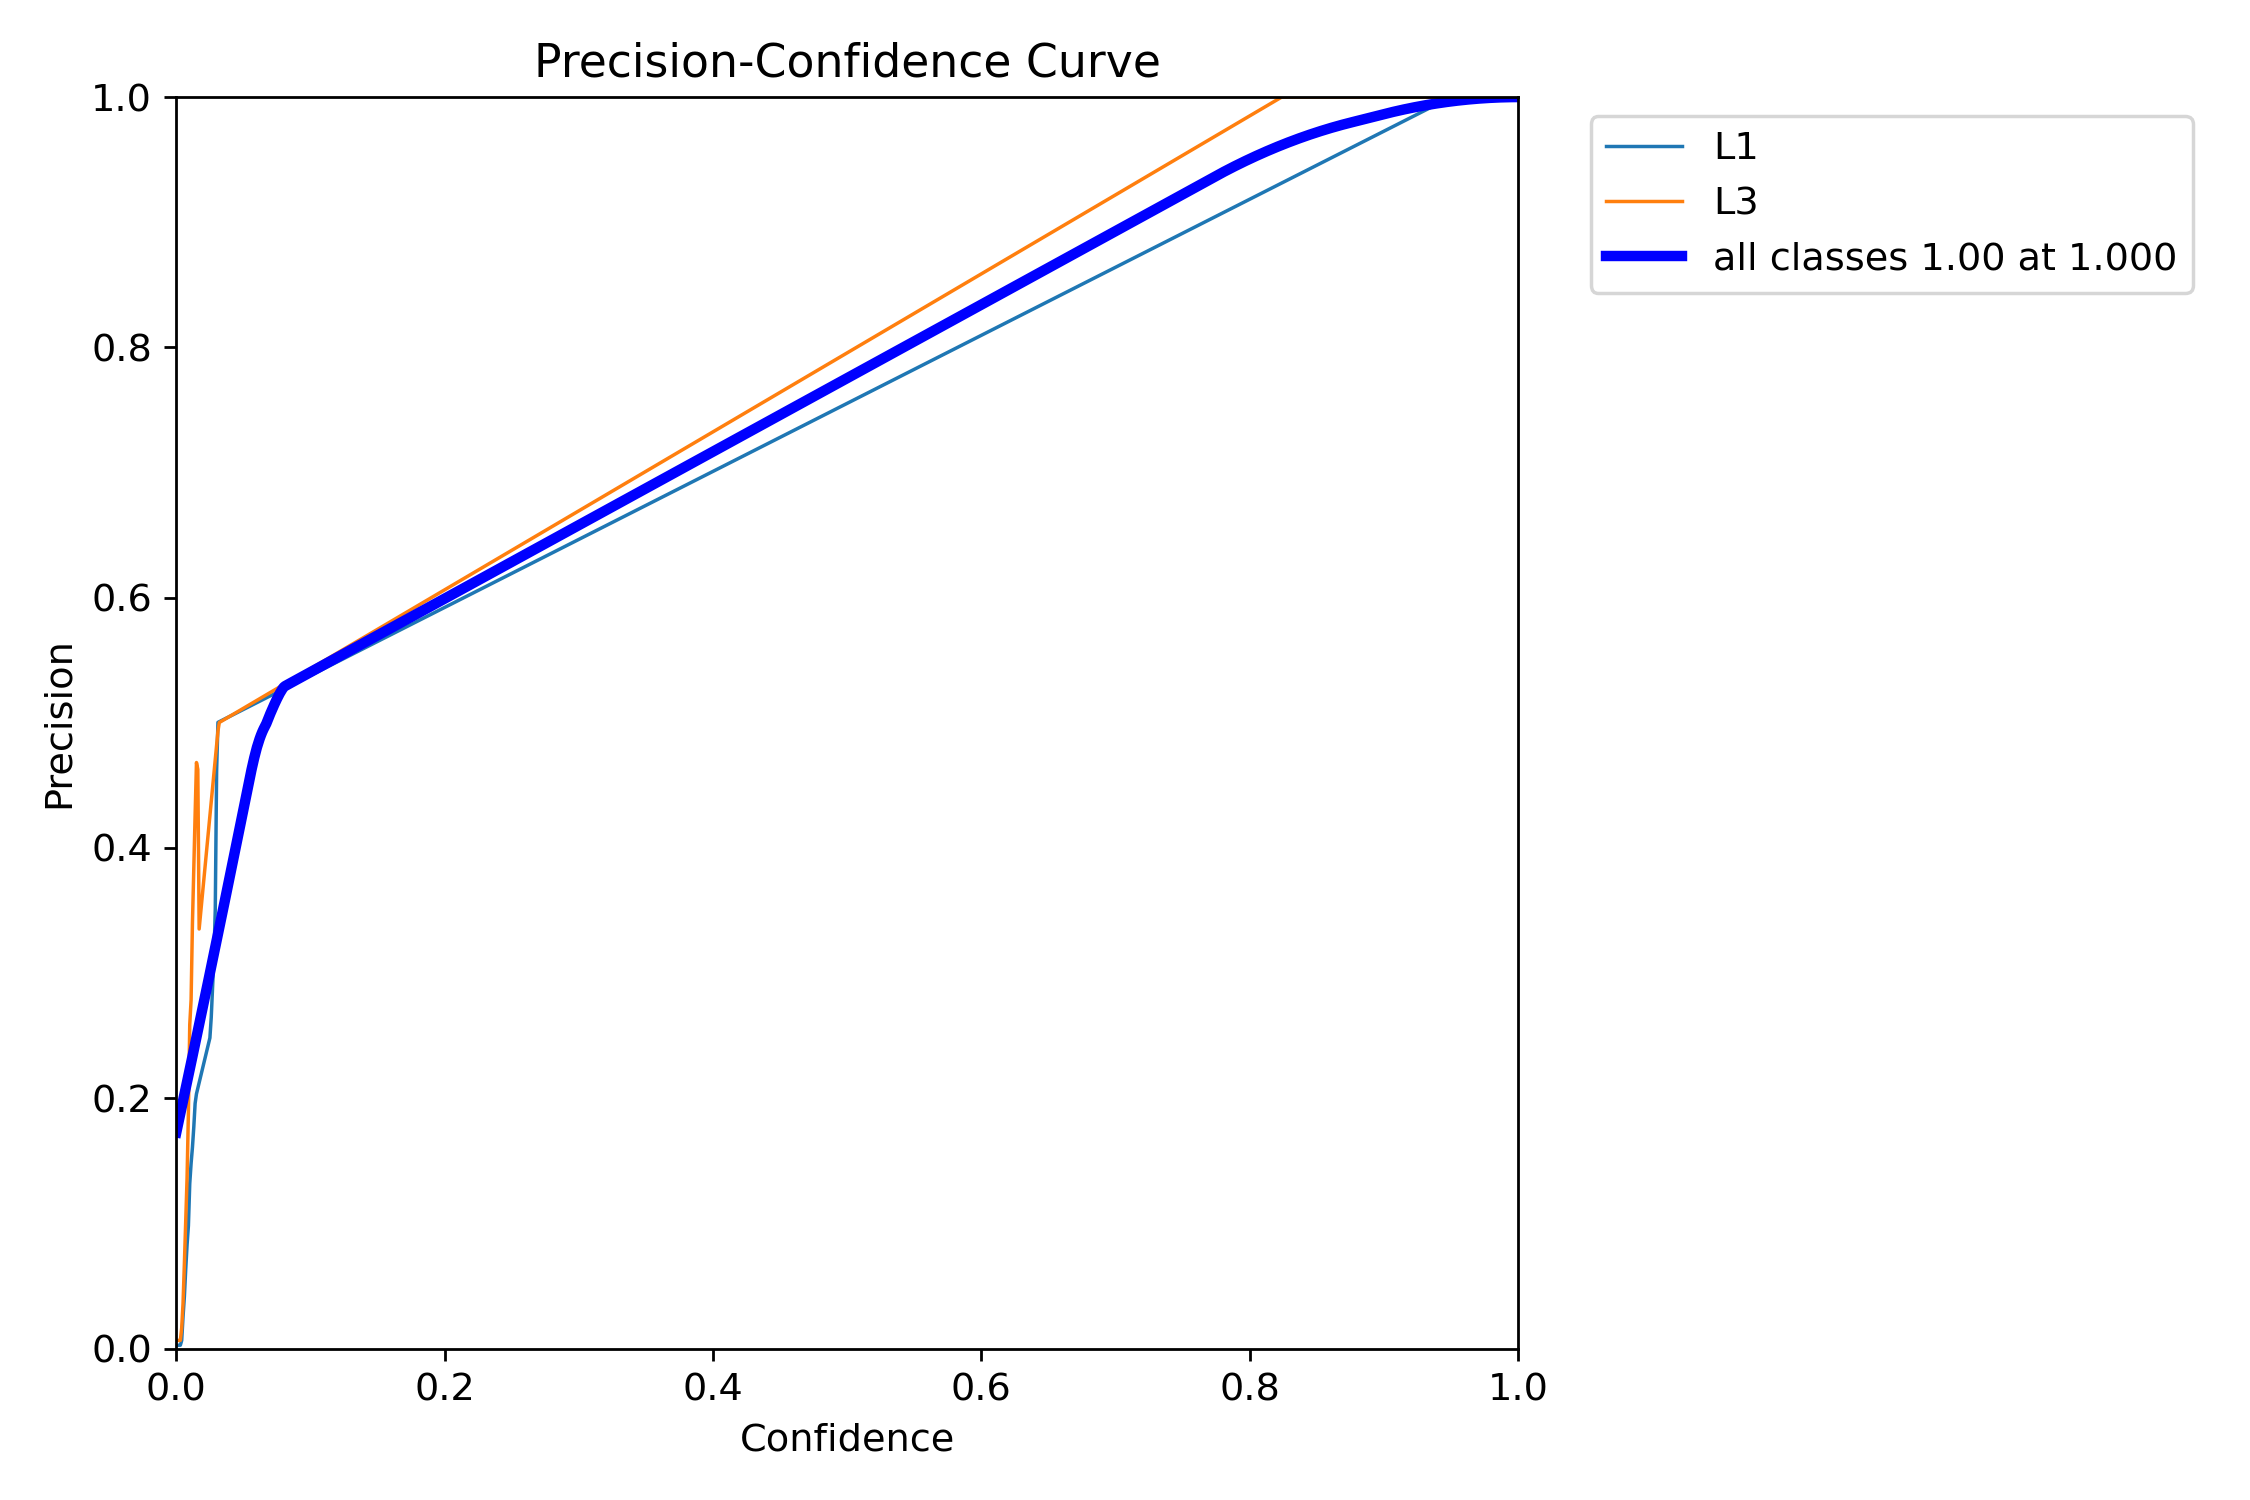 Precision-Confidence Curve
1.0
0.8
0.6
0.4
0.2
0.0
Precision
0.0 0.2 0.4 0.6 0.8 1.0
Confidence
L1
L3
all classes 1.00 at 1.000